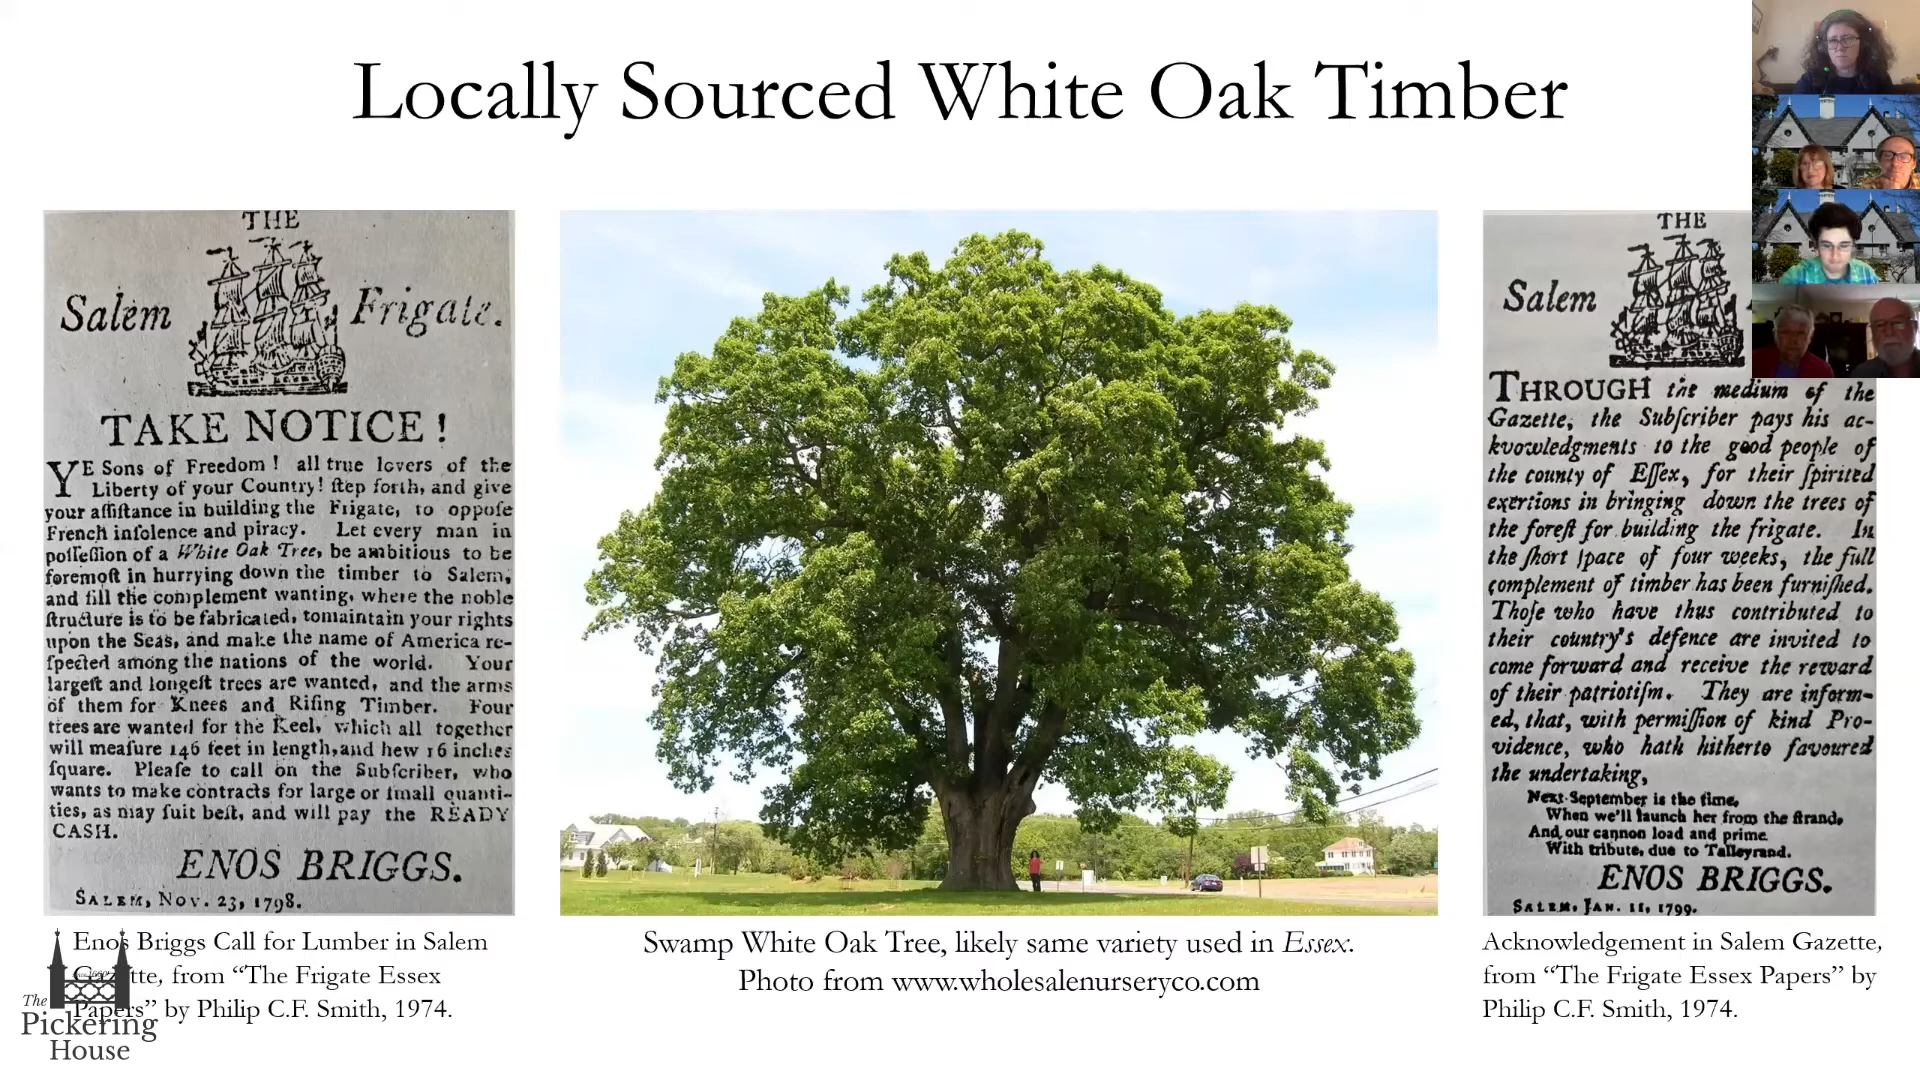 Locally Sourced White Oak Timber
THE
Salem Frigate.
TAKE NOTICE!
YE Sons of Freedom! all true lovers of the
Liberty of your Country! ſtep forth, and give
your aſſiſtance in building the Frigate, to oppoſe
French inſolence and piracy. Let every man in
poſſeſſion of a White Oak Tree, be ambitious to be
foremoſt in hurrying down the timber to Salem,
and fill the complement wanting, where the noble
ſtructure is to be fabricated, tomaintain your rights
upon the Seas, and make the name of America re-
ſpected among the nations of the world. Your
largeſt and longeſt trees are wanted, and the arms
of them for Knees and Riſing Timber. Four
trees are wanted for the Keel, which all together
will meaſure 146 feet in length, and hew 16 inches
ſquare. Pleaſe to call on the Subſcriber, who
wants to make contracts for large or ſmall quanti-
ties, as may ſuit beſt, and will pay the READY
CASH.
ENOS BRIGGS.
SALEM, Nov. 23, 1798.
Enos Briggs Call for Lumber in Salem
Gazette, from “The Frigate Essex
Papers” by Philip C.F. Smith, 1974.
The
Pickering
House
Swamp White Oak Tree, likely same variety used in Essex.
Photo from www.wholesalenurseryco.com
THE
Salem
THROUGH the medium of the
Gazette, the Subſcriber pays his ac-
kvowledgments to the good people of
the county of Eſſex, for their ſpirited
exertions in bringing down the trees of
the foreſt for building the frigate. In
the ſhort ſpace of four weeks, the full
complement of timber has been furniſhed.
Thoſe who have thus contributed to
their country's defence are invited to
come forward and receive the reward
of their patriotiſm. They are inform-
ed, that, with permiſſion of kind Pro-
vidence, who hath hitherto favoured
the undertaking,
Next September is the time,
When we'll launch her from the ſtrand,
And our cannon load and prime
With tribute, due to Talleyrand.
ENOS BRIGGS.
SALEM, JAN. 11, 1799.
Acknowledgement in Salem Gazette,
from “The Frigate Essex Papers” by
Philip C.F. Smith, 1974.